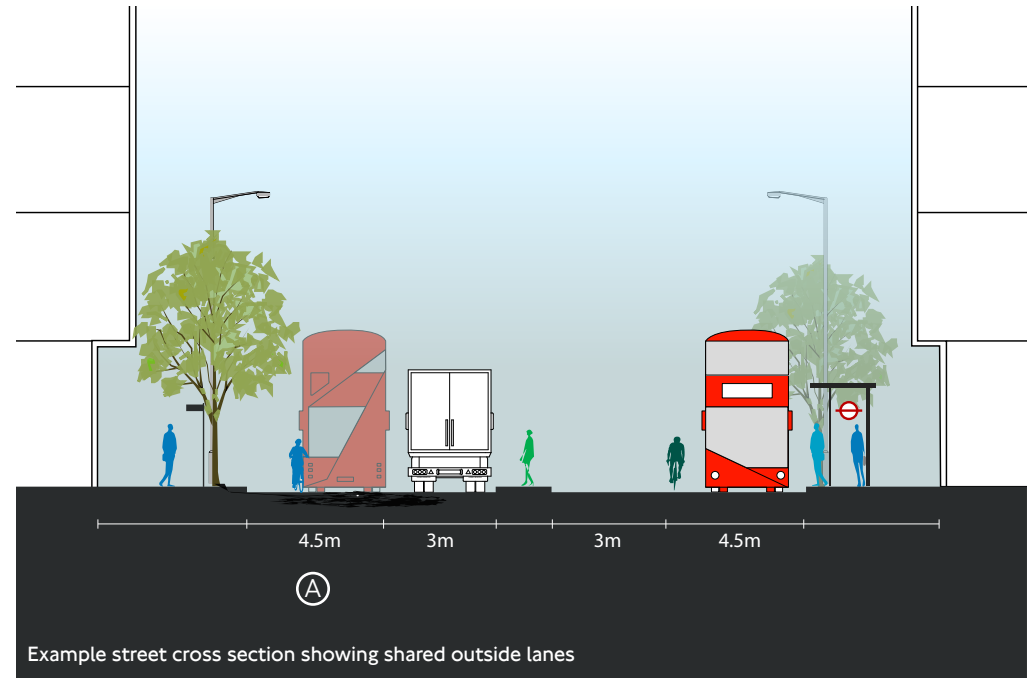 4.5m 3m 3m 4.5m
A
Example street cross section showing shared outside lanes